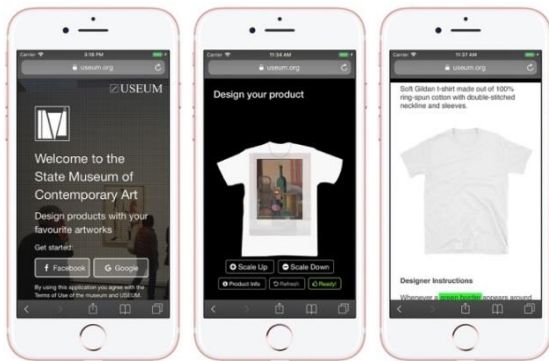 Carrier 3:18 PM
useum.org
USEUM
Welcome to the
State Museum of
Contemporary Art
Design products with your
favourite artworks
Get started:
f Facebook
G Google
By using this application you agree with the
Terms of Use of the museum and USEUM.
Carrier 11:34 AM
useum.org
Design your product
Scale Up
Scale Down
Product Info
Refresh
Ready!
Carrier 11:37 AM
useum.org
Soft Gildan t-shirt made out of 100%
ring-spun cotton with double-stitched
neckline and sleeves.
Designer Instructions
Whenever a green border appears around